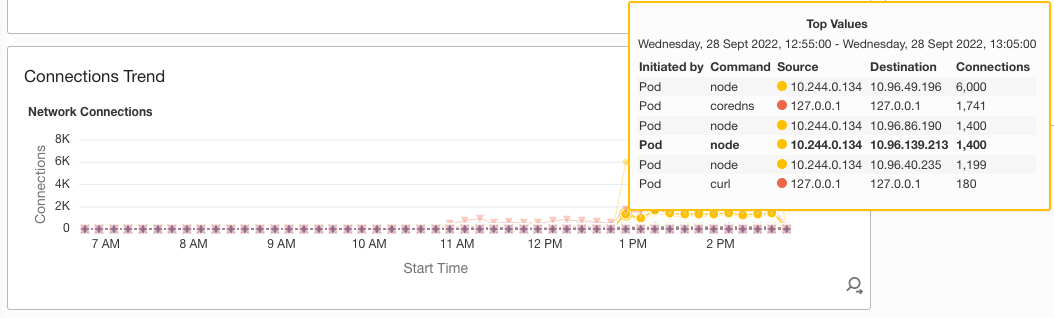 Top Values
Wednesday, 28 Sept 2022, 12:55:00 - Wednesday, 28 Sept 2022, 13:05:00
Initiated by Command Source Destination Connections
Pod node 10.244.0.134 10.96.49.196 6,000
Pod coredns 127.0.0.1 127.0.0.1 1,741
Pod node 10.244.0.134 10.96.86.190 1,400
Pod node 10.244.0.134 10.96.139.213 1,400
Pod node 10.244.0.134 10.96.40.235 1,199
Pod curl 127.0.0.1 127.0.0.1 180
Connections Trend
Network Connections
Connections
8K
6K
4K
2K
0
7 AM 8 AM 9 AM 10 AM 11 AM 12 PM 1 PM 2 PM
Start Time